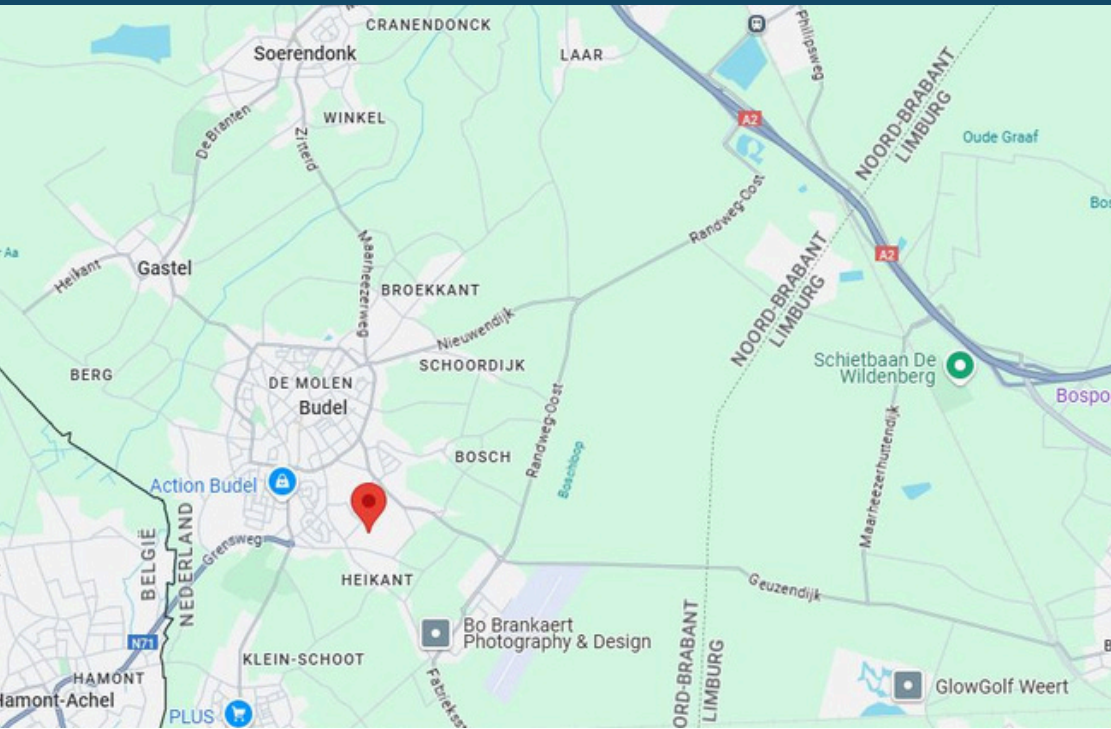 CRANENDONCK
Soerendonk
LAAR
Philipsweg
WINKEL
De Branten
Zitterd
A2
NOORD-BRABANT
LIMBURG
Oude Graaf
Randweg-Oost
Aa
Heikant
Gastel
Maarheezerweg
BROEKKANT
A2
NOORD-BRABANT
LIMBURG
Nieuwendijk
SCHOORDIJK
BERG
DE MOLEN
Budel
Schietbaan De
Wildenberg
Bospo
Randweg-Oost
BOSCH
Boschloop
Maarheezerhuttendijk
Action Budel
BELGIË
NEDERLAND
Grensweg
HEIKANT
Geuzendijk
Bo Brankaert
Photography & Design
N71
KLEIN-SCHOOT
HAMONT
Hamont-Achel
Fabrieks
NOORD-BRABANT
LIMBURG
GlowGolf Weert
PLUS